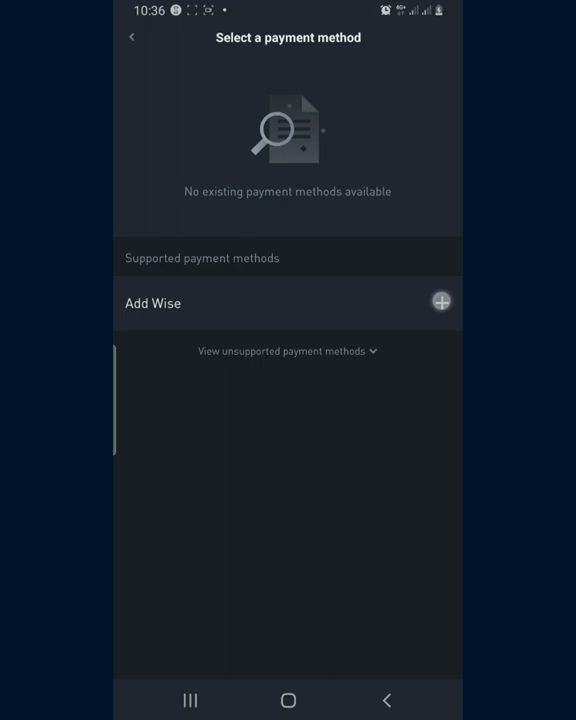 10:36
4G+
Select a payment method
No existing payment methods available
Supported payment methods
Add Wise
View unsupported payment methods